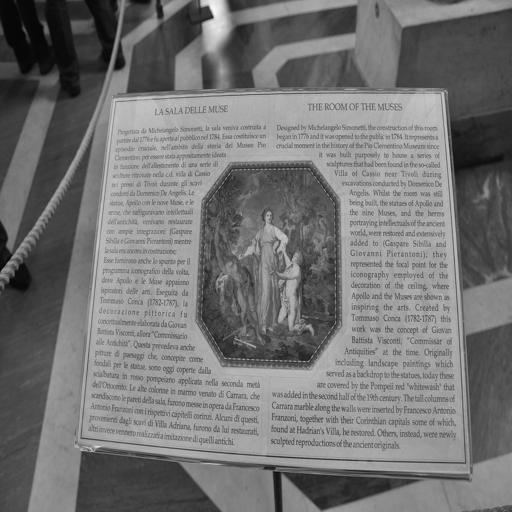 LA SALA DELLE MUSE
Progettata da Michelangelo Simonetti, la sala veniva costruita a
partire dal 1776 e fu aperta al pubblico nel 1784. Essa costituisce un
episodio cruciale, nell'ambito della storia del Museo Pio
Clementino, per essere stata appositamente ideata
in funzione dell'allestimento di una serie di
sculture ritrovate nella c.d. villa di Cassio
nei pressi di Tivoli durante gli scavi
condotti da Domenico De Angelis. Le
statue, Apollo con le nove Muse, e le
erme, che raffiguravano intellettuali
dell'antichità, venivano restaurate
con ampie integrazioni (Gaspare
Sibilla e Giovanni Pierantoni) mentre
la sala era ancora in costruzione.
Esse fornirono anche lo spunto per il
programma iconografico della volta,
dove Apollo e le Muse appaiono
ispiratori delle arti. Eseguita da
Tommaso Conca (1782-1787), la
decorazione pittorica fu
concettualmente elaborata da Giovan
Battista Visconti, allora "Commissario
alle Antichità". Questa prevedeva anche
pitture di paesaggi che, concepite come
fondali per le statue, sono oggi coperte dalla
scialbatura in rosso pompeiano applicata nella seconda metà
dell'Ottocento. Le alte colonne in marmo venato di Carrara, che
scandiscono le pareti della sala, furono messe in opera da Francesco
Antonio Franzoni con i rispettivi capitelli corinzi. Alcuni di questi,
provenienti dagli scavi di Villa Adriana, furono da lui restaurati,
altri invece vennero realizzati a imitazione di quelli antichi.
THE ROOM OF THE MUSES
Designed by Michelangelo Simonetti, the construction of this room
began in 1776 and it was opened to the public in 1784. It represents a
crucial moment in the history of the Pio Clementino Museum since
it was built purposely to house a series of
sculptures that had been found in the so-called
Villa of Cassio near Tivoli during
excavations conducted by Domenico De
Angelis. Whilst the room was still
being built, the statues of Apollo and
the nine Muses, and the herms
portraying intellectuals of the ancient
world, were restored and extensively
added to (Gaspare Sibilla and
Giovanni Pierantoni); they
represented the focal point for the
iconography employed of the
decoration of the ceiling, where
Apollo and the Muses are shown as
inspiring the arts. Created by
Tommaso Conca (1782-1787) this
work was the concept of Giovan
Battista Visconti, "Commissar of
Antiquities" at the time. Originally
including landscape paintings which
served as a backdrop to the statues, today these
are covered by the Pompeii red "whitewash" that
was added in the second half of the 19th century. The tall columns of
Carrara marble along the walls were inserted by Francesco Antonio
Franzoni, together with their Corinthian capitals some of which,
found at Hadrian's Villa, he restored. Others, instead, were newly
sculpted reproductions of the ancient originals.